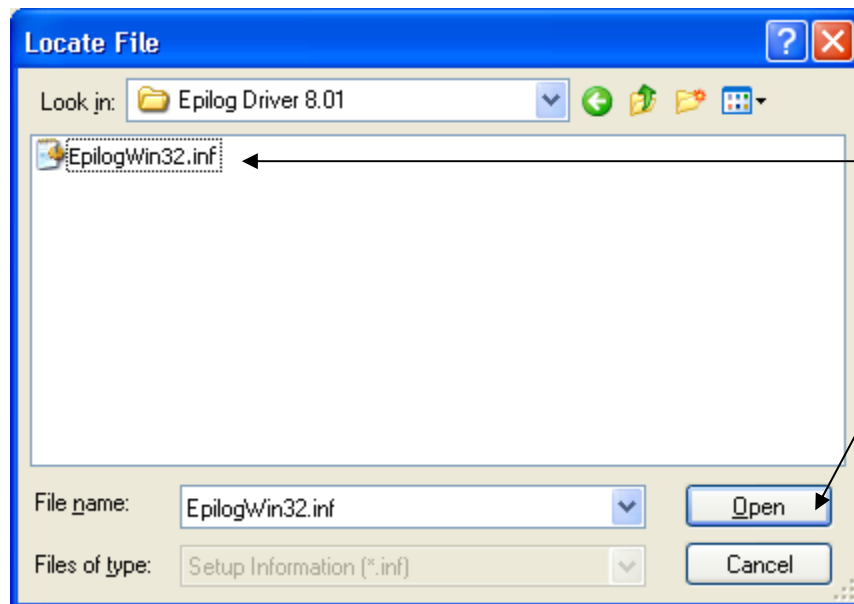 Locate File
Look in: Epilog Driver 8.01
EpilogWin32.inf
File name: EpilogWin32.inf Open
Files of type: Setup Information (*.inf) Cancel